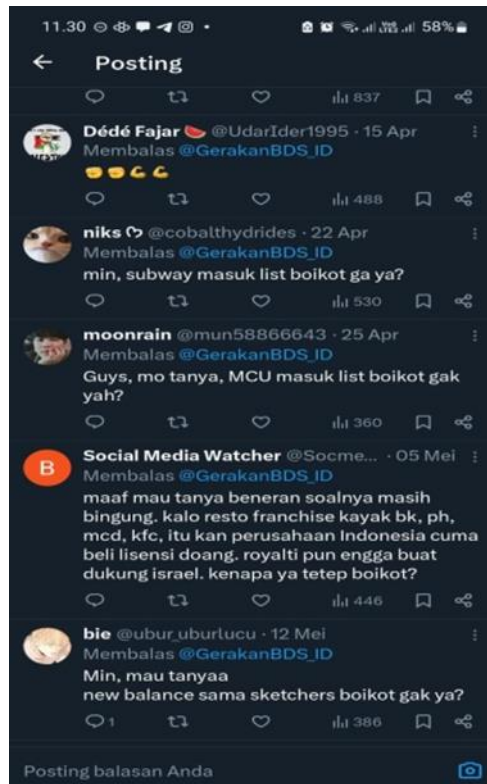 11.30
58%
Posting
837
Dédé Fajar 🍉 @UdarIder1995 · 15 Apr
Membalas @GerakanBDS_ID
✊✊💪💪
488
niks @cobalthydrides · 22 Apr
Membalas @GerakanBDS_ID
min, subway masuk list boikot ga ya?
530
moonrain @mun58866643 · 25 Apr
Membalas @GerakanBDS_ID
Guys, mo tanya, MCU masuk list boikot gak
yah?
360
B
Social Media Watcher @Socme... · 05 Mei
Membalas @GerakanBDS_ID
maaf mau tanya beneran soalnya masih
bingung. kalo resto franchise kayak bk, ph,
mcd, kfc, itu kan perusahaan Indonesia cuma
beli lisensi doang. royalti pun engga buat
dukung israel. kenapa ya tetep boikot?
446
bie @ubur_uburlucu · 12 Mei
Membalas @GerakanBDS_ID
Min, mau tanyaa
new balance sama sketchers boikot gak ya?
1 386
Posting balasan Anda